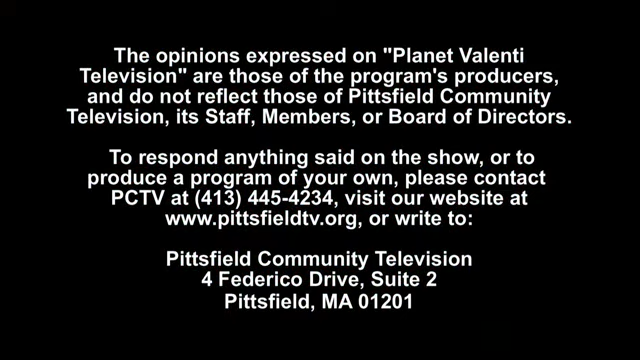 The opinions expressed on "Planet Valenti
Television" are those of the program's producers,
and do not reflect those of Pittsfield Community
Television, its Staff, Members, or Board of Directors.
To respond anything said on the show, or to
produce a program of your own, please contact
PCTV at (413) 445-4234, visit our website at
www.pittsfieldtv.org, or write to:
Pittsfield Community Television
4 Federico Drive, Suite 2
Pittsfield, MA 01201